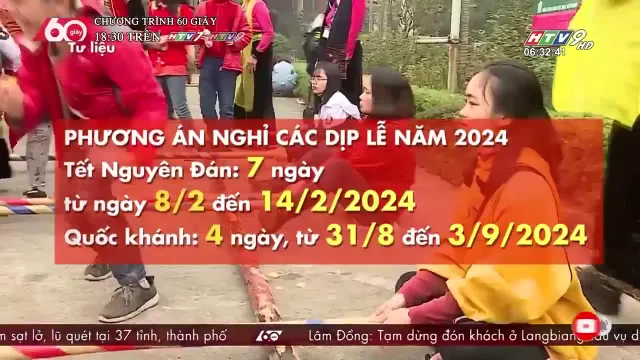 60 giây
Tư liệu
CHƯƠNG TRÌNH 60 GIÂY
18:30 TRÊN HTV7 - HTV9
HTV9 HD
06:32:41
PHƯƠNG ÁN NGHỈ CÁC DỊP LỄ NĂM 2024
Tết Nguyên Đán: 7 ngày
từ ngày 8/2 đến 14/2/2024
Quốc khánh: 4 ngày, từ 31/8 đến 3/9/2024
sạt lở, lũ quét tại 37 tỉnh, thành phố 60 Lâm Đồng: Tạm dừng đón khách ở Langbiang